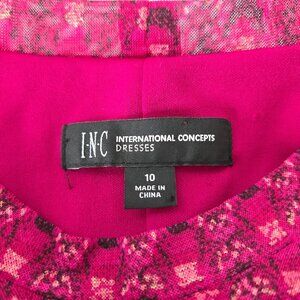 I·N·C INTERNATIONAL CONCEPTS
DRESSES
10
MADE IN
CHINA